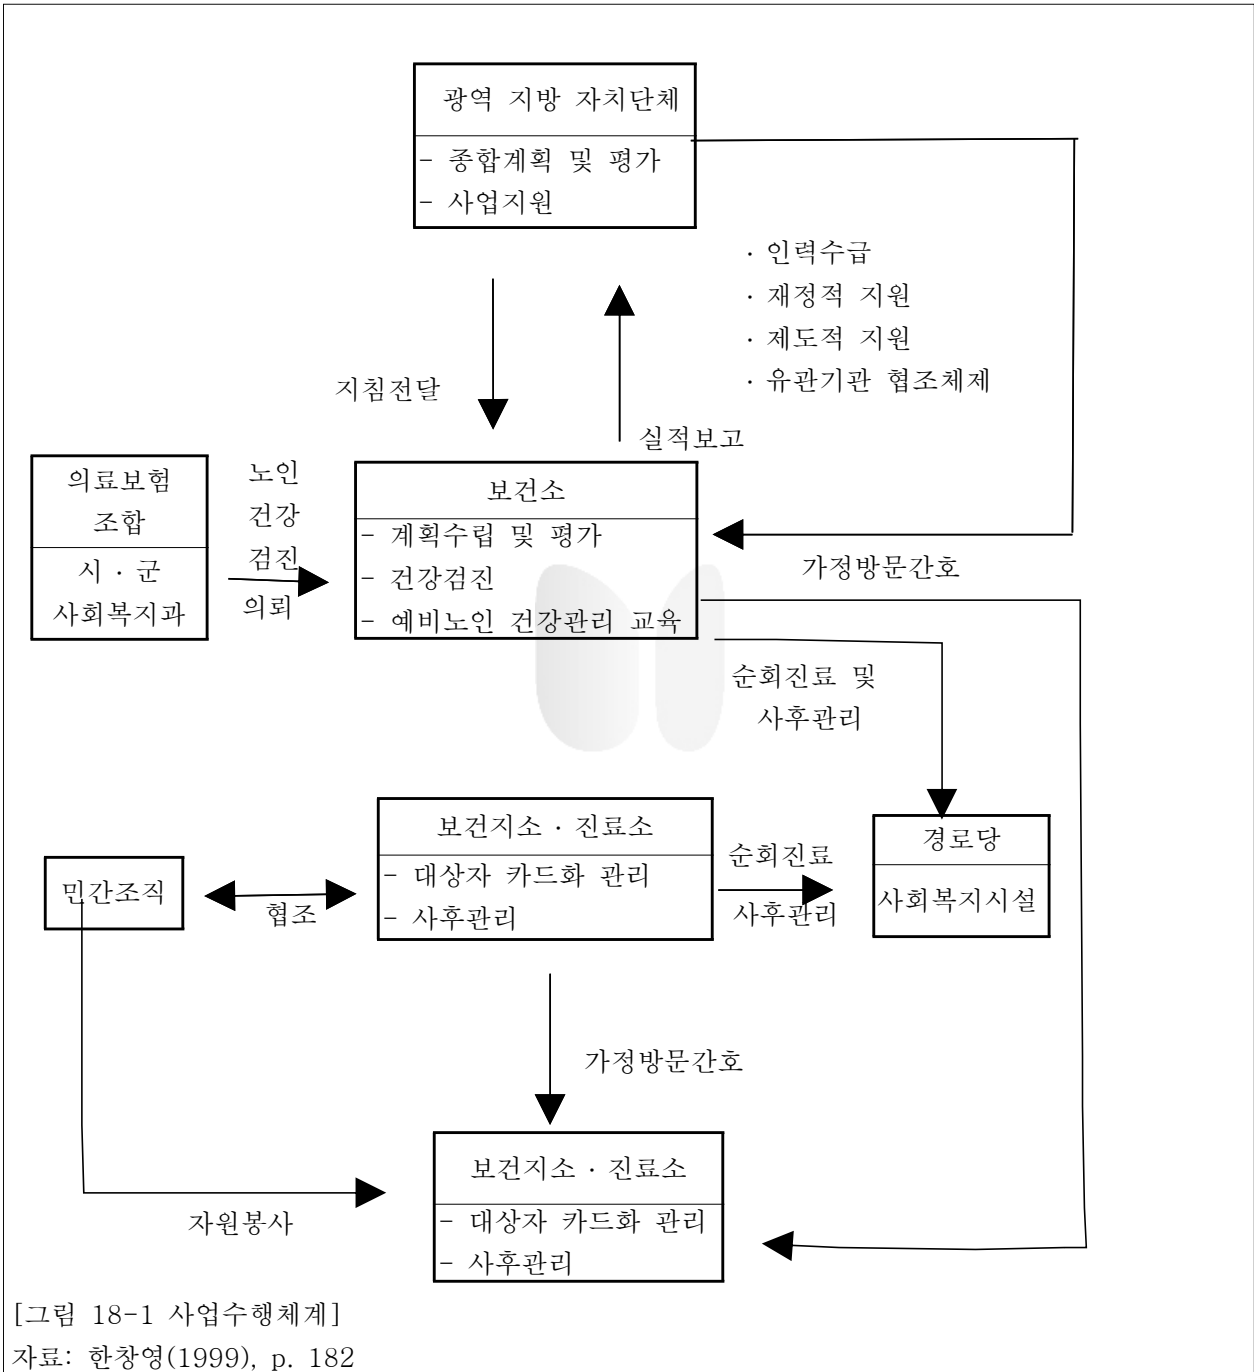 광역 지방 자치단체
- 종합계획 및 평가
- 사업지원
· 인력수급
· 재정적 지원
· 제도적 지원
· 유관기관 협조체제
지침전달
실적보고
의료보험
조합
시 · 군
사회복지과
노인
건강
검진
의뢰
보건소
- 계획수립 및 평가
- 건강검진
- 예비노인 건강관리 교육
가정방문간호
순회진료 및
사후관리
민간조직
협조
보건지소 · 진료소
- 대상자 카드화 관리
- 사후관리
순회진료
사후관리
경로당
사회복지시설
가정방문간호
자원봉사
보건지소 · 진료소
- 대상자 카드화 관리
- 사후관리
[그림 18-1 사업수행체계]
자료: 한창영(1999), p. 182